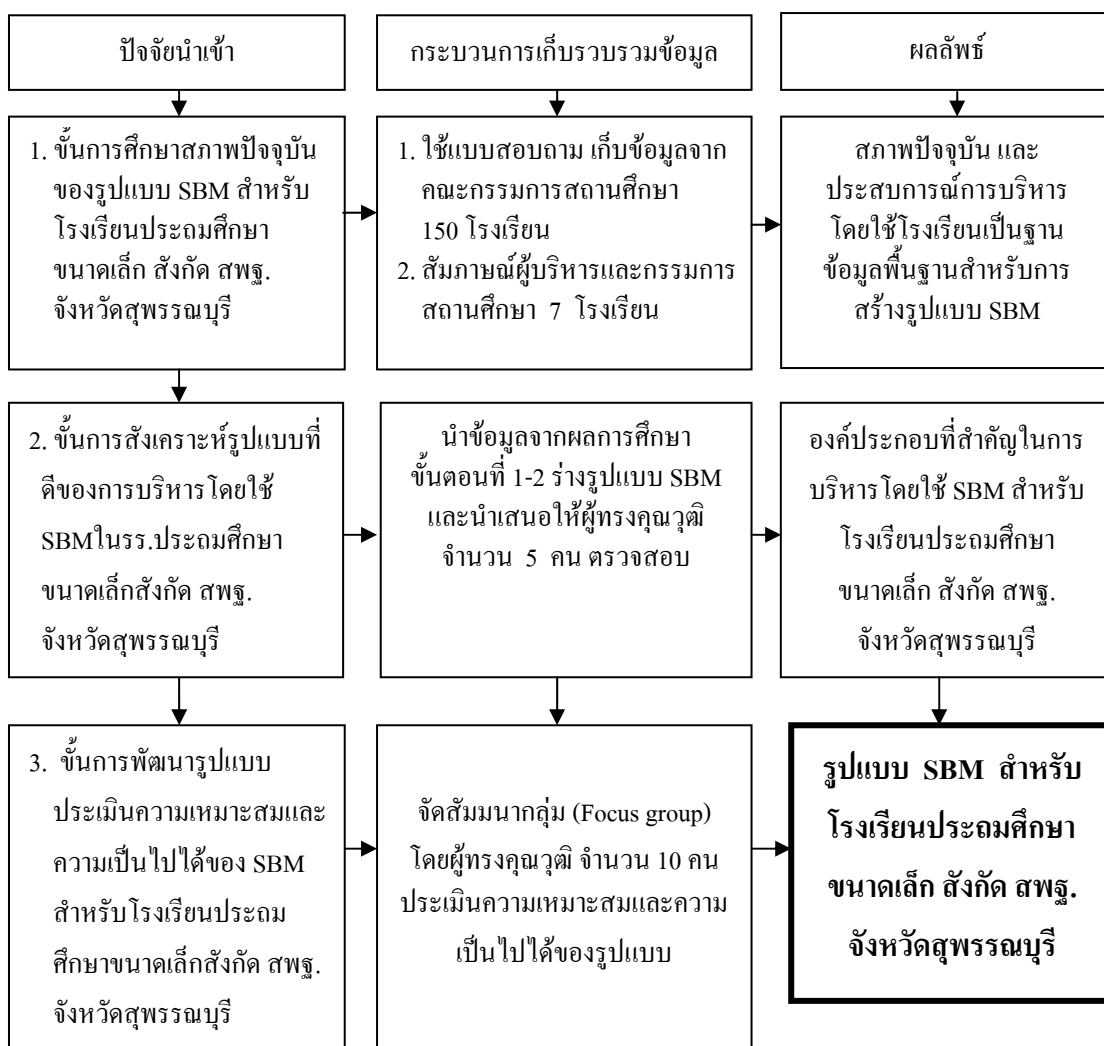 ปัจจัยนำเข้า
กระบวนการเก็บรวบรวมข้อมูล
ผลลัพธ์
1. ขั้นการศึกษาสภาพปัจจุบัน
ของรูปแบบ SBM สำหรับ
โรงเรียนประถมศึกษา
ขนาดเล็ก สังกัด สพฐ.
จังหวัดสุพรรณบุรี
1. ใช้แบบสอบถาม เก็บข้อมูลจาก
คณะกรรมการสถานศึกษา
150 โรงเรียน
2. สัมภาษณ์ผู้บริหารและกรรมการ
สถานศึกษา 7 โรงเรียน
สภาพปัจจุบัน และ
ประสบการณ์การบริหาร
โดยใช้โรงเรียนเป็นฐาน
ข้อมูลพื้นฐานสำหรับการ
สร้างรูปแบบ SBM
2. ขั้นการสังเคราะห์รูปแบบที่
ดีของการบริหารโดยใช้
SBMในรร.ประถมศึกษา
ขนาดเล็กสังกัด สพฐ.
จังหวัดสุพรรณบุรี
นำข้อมูลจากผลการศึกษา
ขั้นตอนที่ 1-2 ร่างรูปแบบ SBM
และนำเสนอให้ผู้ทรงคุณวุฒิ
จำนวน 5 คน ตรวจสอบ
องค์ประกอบที่สำคัญในการ
บริหารโดยใช้ SBM สำหรับ
โรงเรียนประถมศึกษา
ขนาดเล็ก สังกัด สพฐ.
จังหวัดสุพรรณบุรี
3. ขั้นการพัฒนารูปแบบ
ประเมินความเหมาะสมและ
ความเป็นไปได้ของ SBM
สำหรับโรงเรียนประถม
ศึกษาขนาดเล็กสังกัด สพฐ.
จังหวัดสุพรรณบุรี
จัดสัมมนากลุ่ม (Focus group)
โดยผู้ทรงคุณวุฒิ จำนวน 10 คน
ประเมินความเหมาะสมและความ
เป็นไปได้ของรูปแบบ
รูปแบบ SBM สำหรับ
โรงเรียนประถมศึกษา
ขนาดเล็ก สังกัด สพฐ.
จังหวัดสุพรรณบุรี